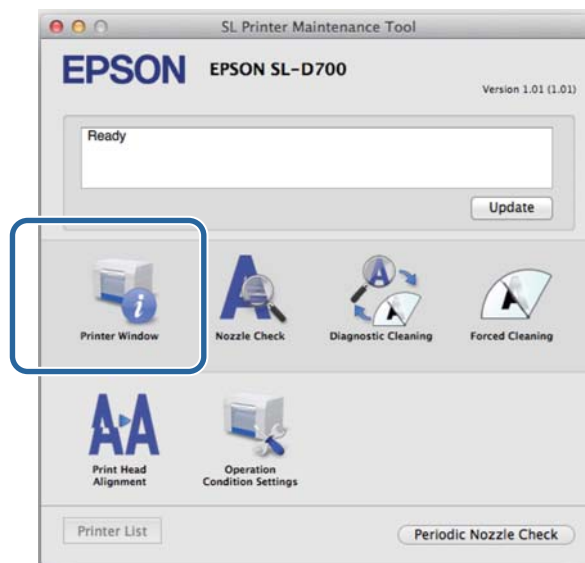 SL Printer Maintenance Tool
EPSON
EPSON SL-D700
Version 1.01 (1.01)
Ready
Update
Printer Window
Nozzle Check
Diagnostic Cleaning
Forced Cleaning
Print Head
Alignment
Operation
Condition Settings
Printer List
Periodic Nozzle Check